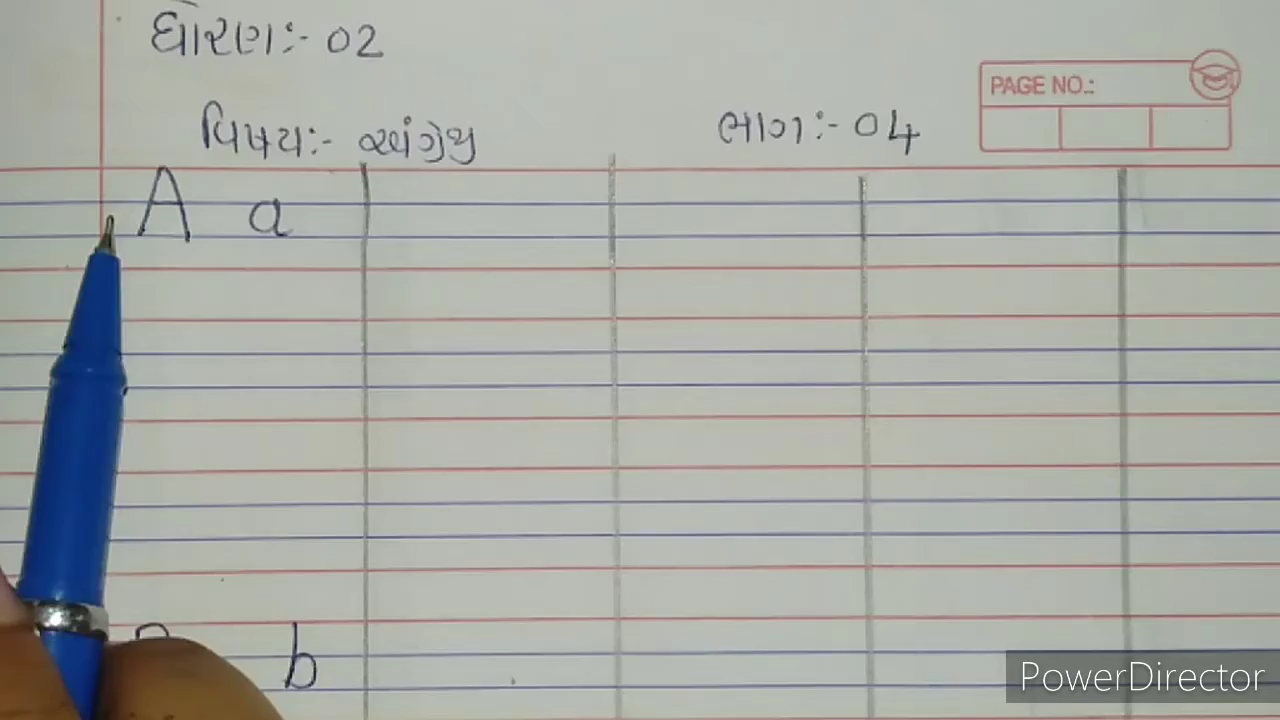 ધોરણ:- 02
PAGE NO.:
વિષય:- અંગ્રેજી
ભાગ:- 04
A a
b
PowerDirector